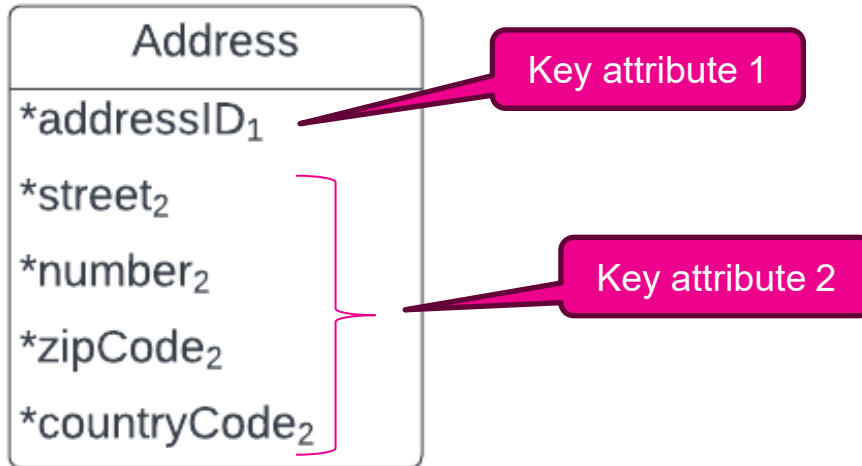 Address
*addressID₁
Key attribute 1
*street₂
*number₂
*zipCode₂
*countryCode₂
Key attribute 2